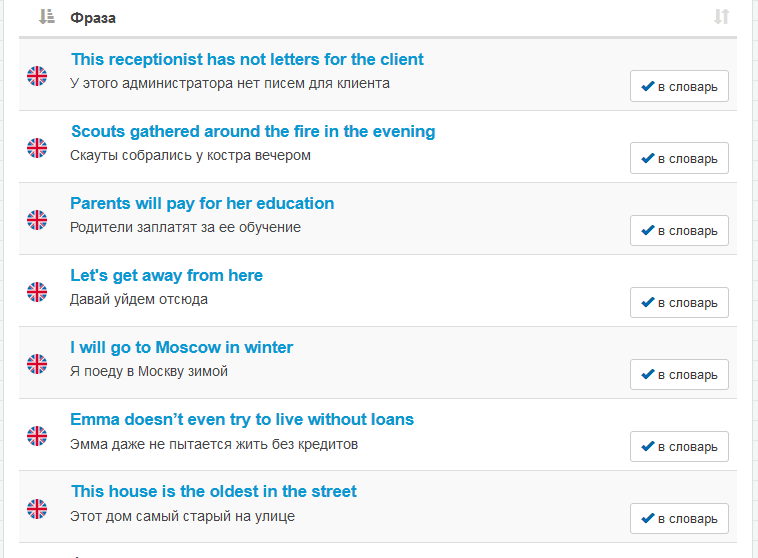 Фраза
This receptionist has not letters for the client
У этого администратора нет писем для клиента
в словарь
Scouts gathered around the fire in the evening
Скауты собрались у костра вечером
в словарь
Parents will pay for her education
Родители заплатят за ее обучение
в словарь
Let's get away from here
Давай уйдем отсюда
в словарь
I will go to Moscow in winter
Я поеду в Москву зимой
в словарь
Emma doesn’t even try to live without loans
Эмма даже не пытается жить без кредитов
в словарь
This house is the oldest in the street
Этот дом самый старый на улице
в словарь